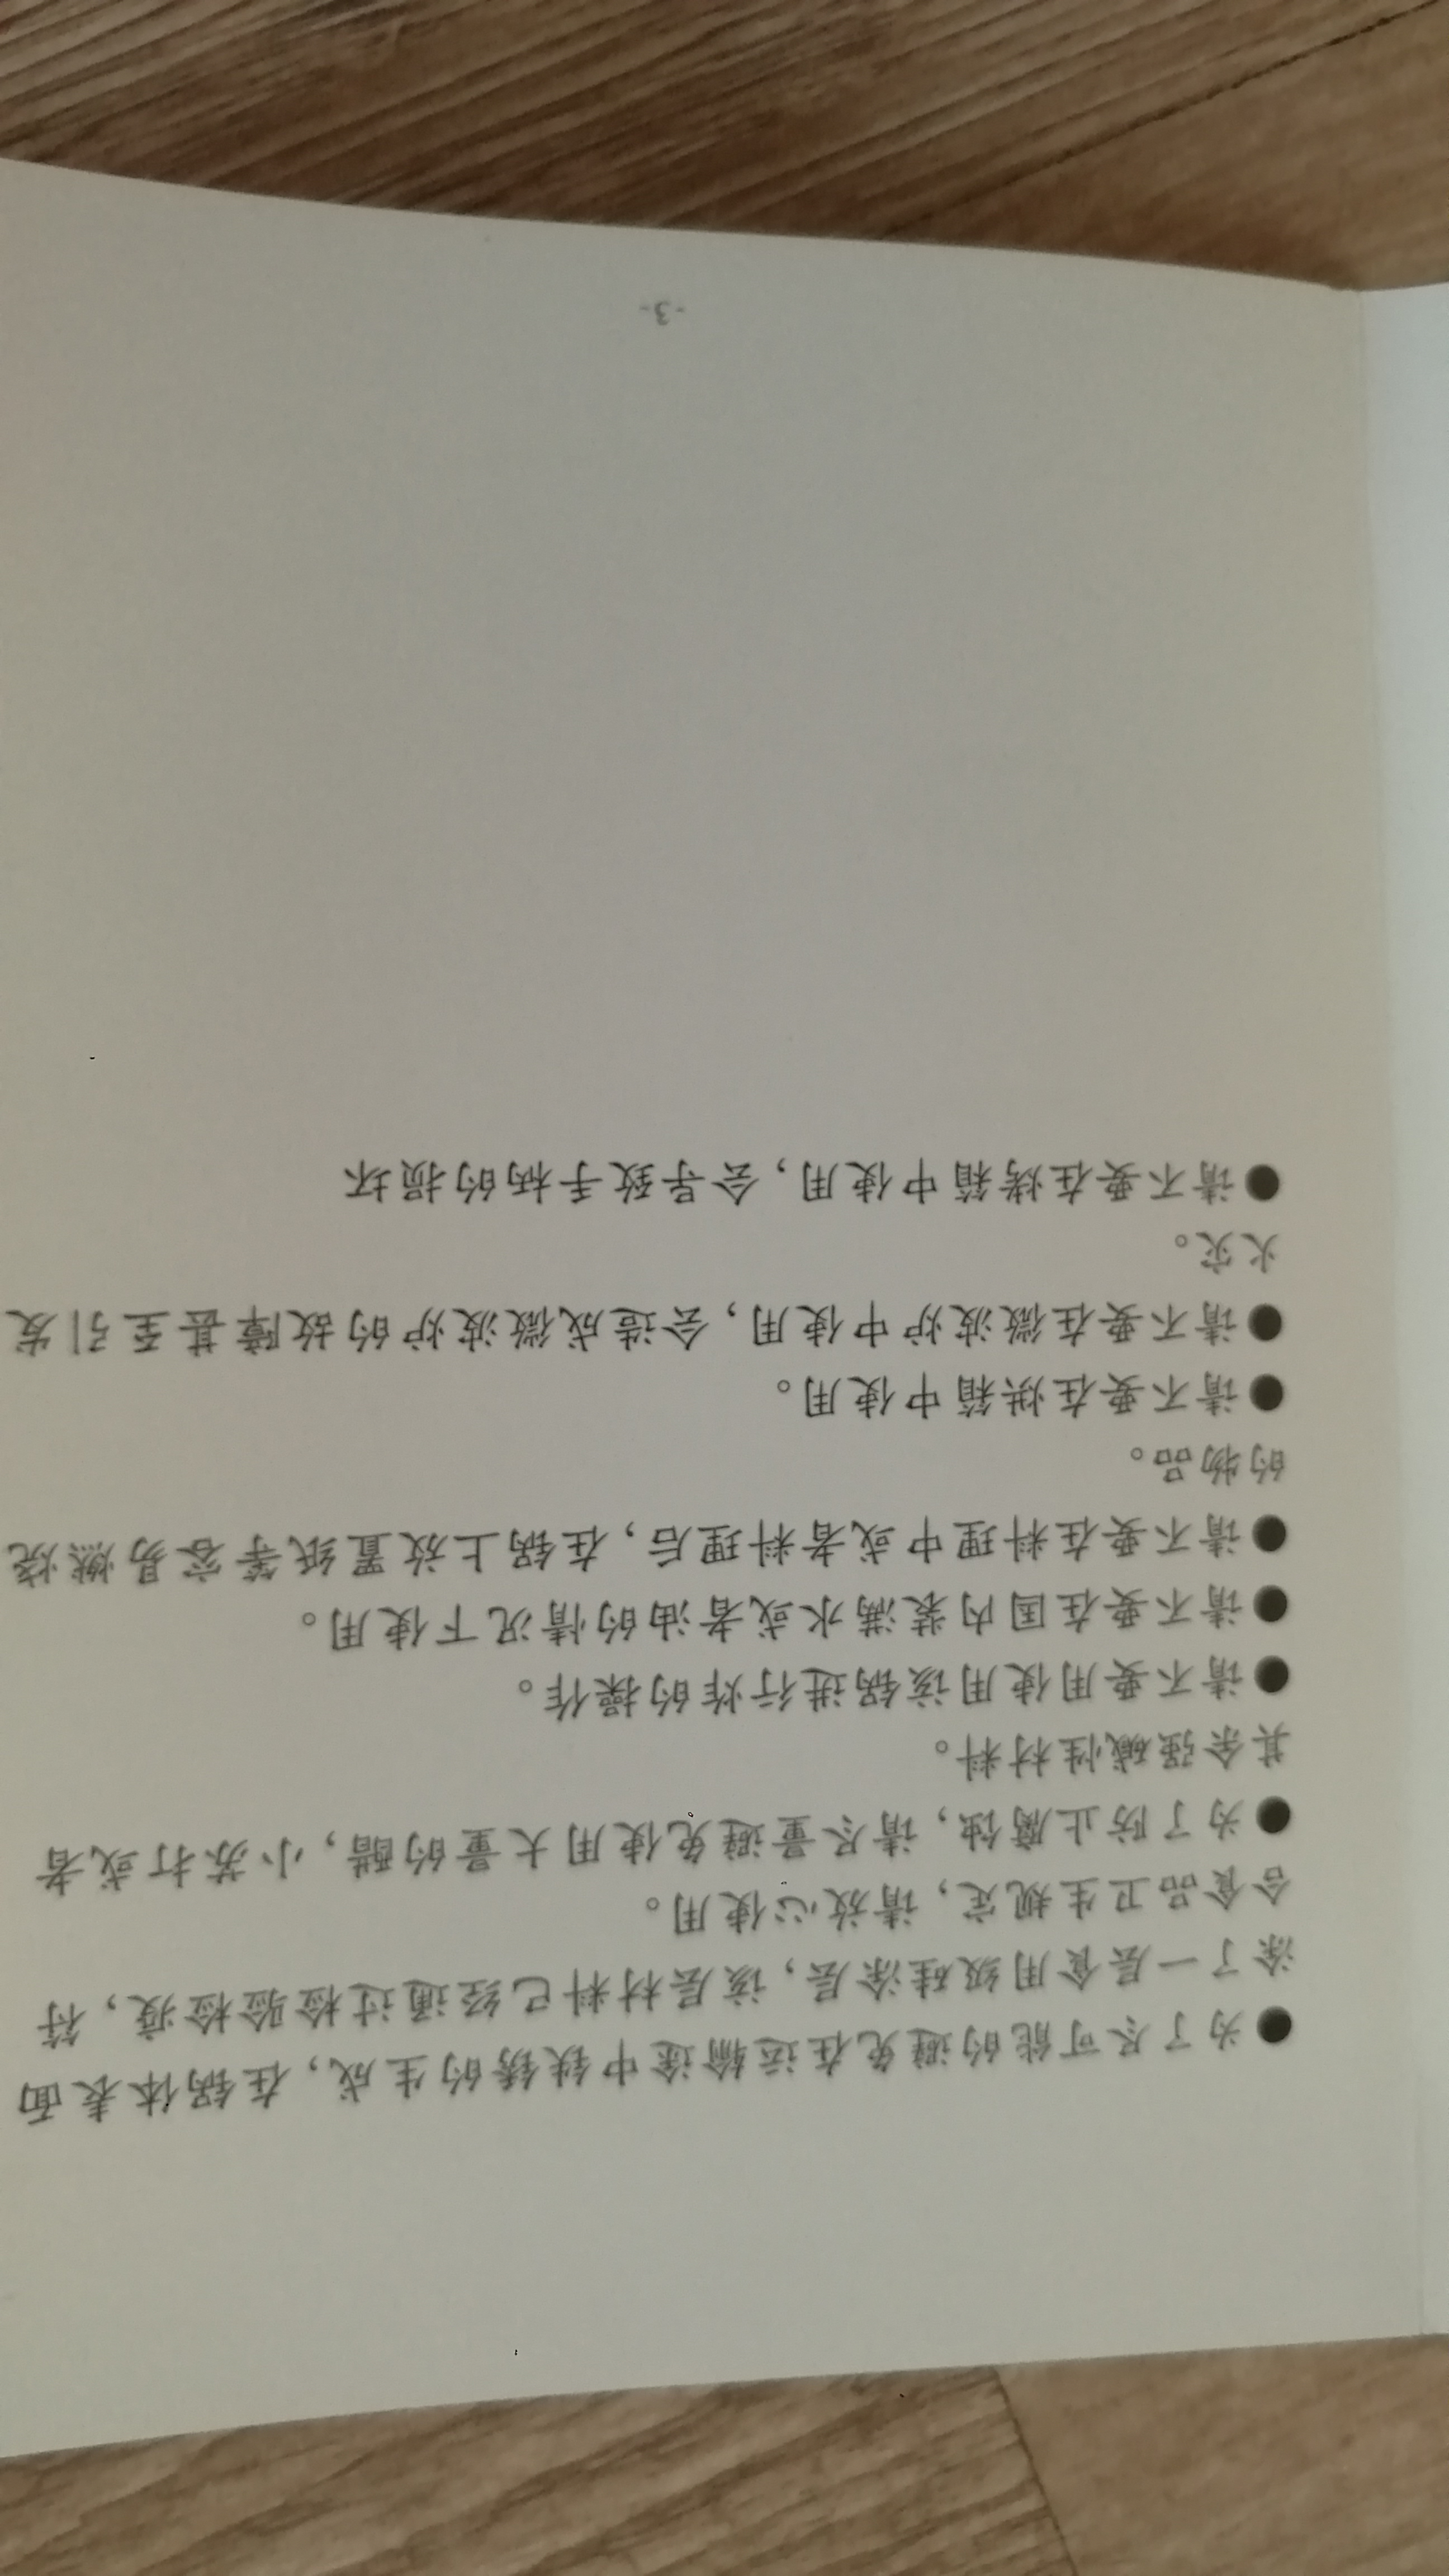 ●为了尽可能的避免在运输途中铁锈的生成，在锅体表面
涂了一层食用级硅涂层，该层材料已经通过检验检疫，符
合食品卫生规定，请放心使用。
●为了防止腐蚀，请尽量避免使用大量的醋，小苏打或者
其余强碱性材料。
●请不要用使用该锅进行炸的操作。
●请不要在国内装满水或者油的情况下使用。
●请不要在料理中或者料理后，在锅上放置纸等容易燃烧
的物品。
●请不要在烘箱中使用。
●请不要在微波炉中使用，会造成微波炉的故障甚至引发
火灾。
●请不要在烤箱中使用，会导致手柄的损坏
-3-